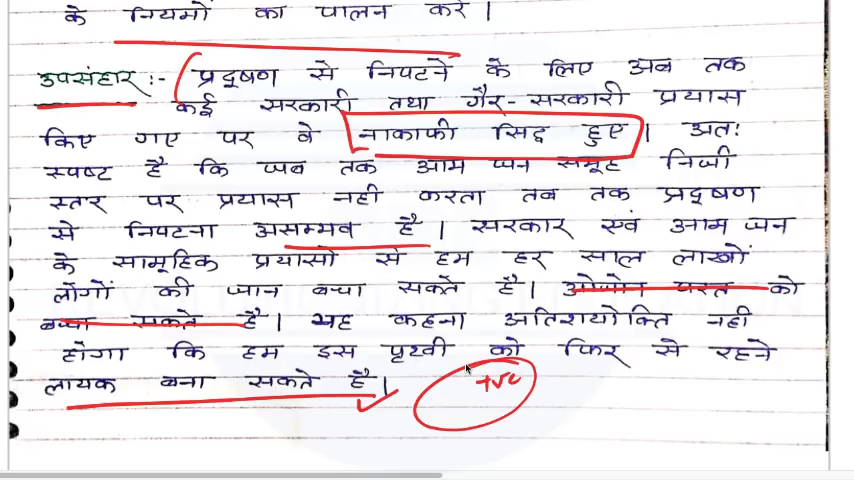 के नियमों का पालन करे |
उपसंहार :- प्रदूषण से निपटने के लिए अब तक
कई सरकारी तथा गैर-सरकारी प्रयास
किए गए पर वे नाकाफी सिद्ध हुए | अतः
स्पष्ट है कि जब तक आम जन समूह निजी
स्तर पर प्रयास नही करता तब तक प्रदूषण
से निपटना असम्भव है | सरकार एवं आम जन
के सामूहिक प्रयासो से हम हर साल लाखों
लोगों की जान बचा सकते है | ओजोन परत को
बचा सकते है | यह कहना अतिशयोक्ति नही
होगा कि हम इस पृथ्वी को फिर से रहने
लायक बना सकते है |
+ve